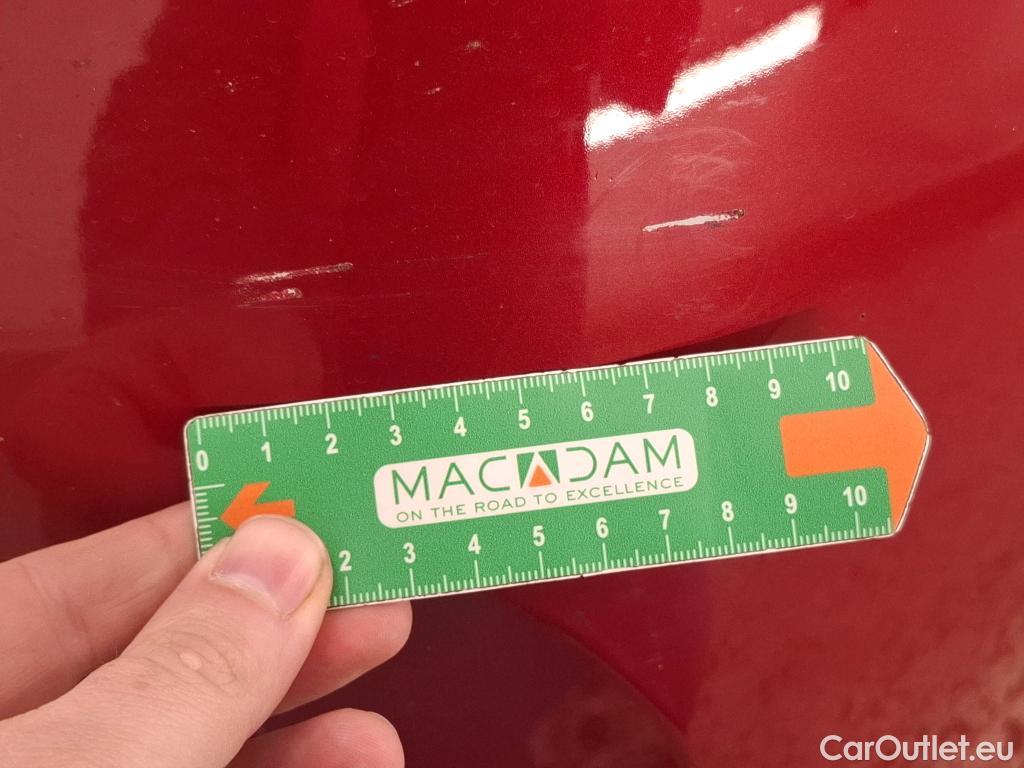 0 1 2 3 4 5 6 7 8 9 10
MACADAM
ON THE ROAD TO EXCELLENCE
2 3 4 5 6 7 8 9 10
CarOutlet.eu